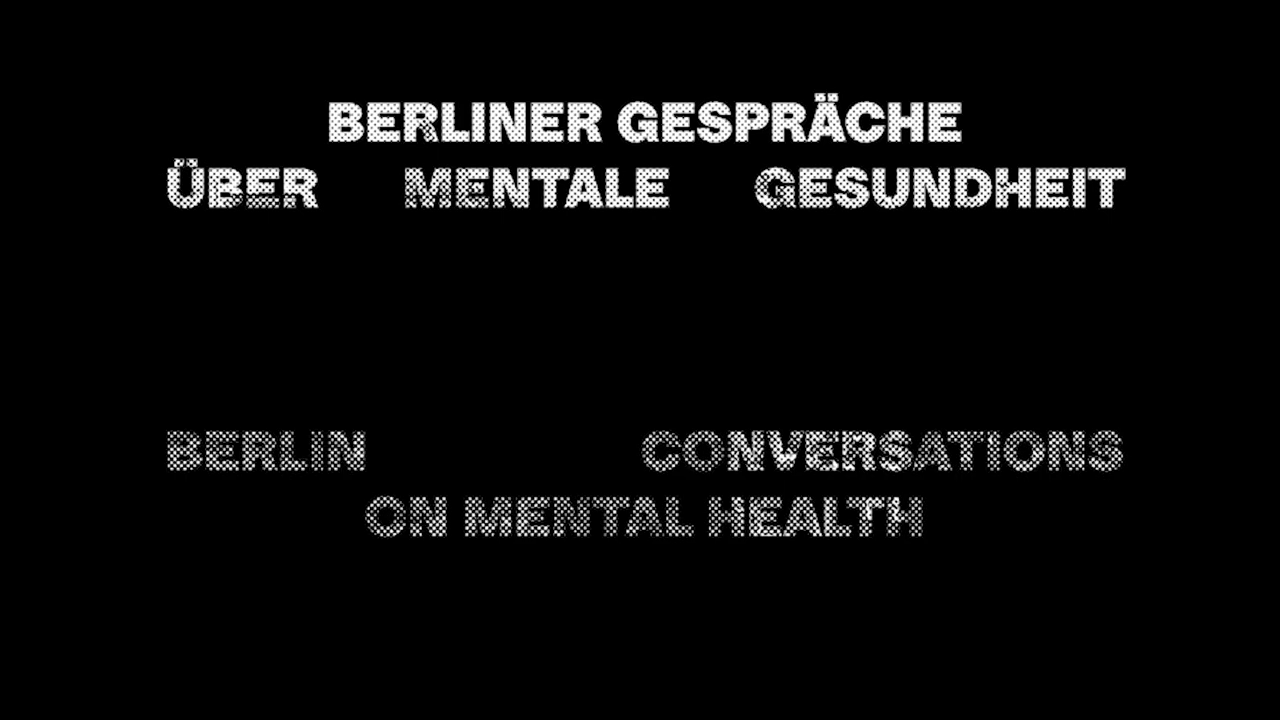 BERLINER GESPRÄCHE
ÜBER MENTALE GESUNDHEIT
BERLIN CONVERSATIONS
ON MENTAL HEALTH